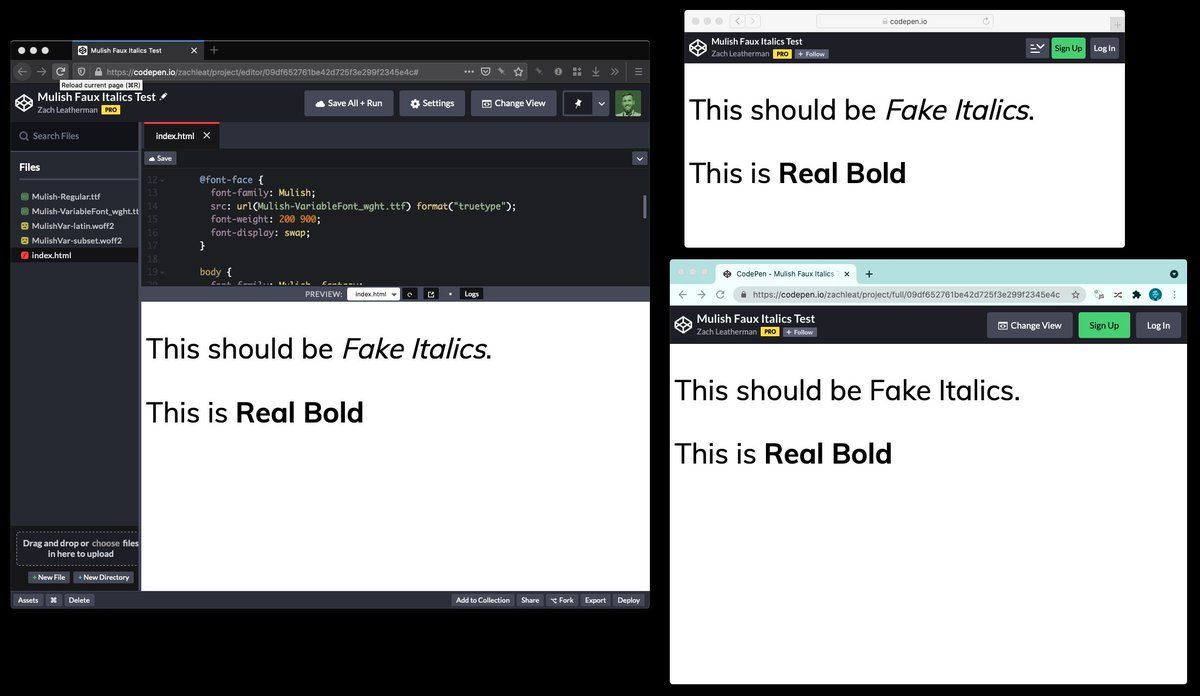 Mulish Faux Italics Test
https://codepen.io/zachleat/project/editor/09df652761be42d725f3e299f2345e4c#
Reload current page (⌘R)
Mulish Faux Italics Test
Zach Leatherman PRO
Save All + Run
Settings
Change View
Search Files
index.html
Save
Files
Mulish-Regular.ttf
Mulish-VariableFont_wght.tt
MulishVar-latin.woff2
MulishVar-subset.woff2
index.html
12 @font-face {
13 font-family: Mulish;
14 src: url(Mulish-VariableFont_wght.ttf) format("truetype");
15 font-weight: 200 900;
16 font-display: swap;
17 }
18
19 body {
PREVIEW: index.html Logs
This should be Fake Italics.
This is Real Bold
Drag and drop or choose files
in here to upload
+ New File + New Directory
Assets ⌘ Delete
Add to Collection Share Fork Export Deploy
codepen.io
Mulish Faux Italics Test
Zach Leatherman PRO + Follow
Sign Up Log In
This should be Fake Italics.
This is Real Bold
CodePen - Mulish Faux Italics
https://codepen.io/zachleat/project/full/09df652761be42d725f3e299f2345e4c
Mulish Faux Italics Test
Zach Leatherman PRO + Follow
Change View Sign Up Log In
This should be Fake Italics.
This is Real Bold